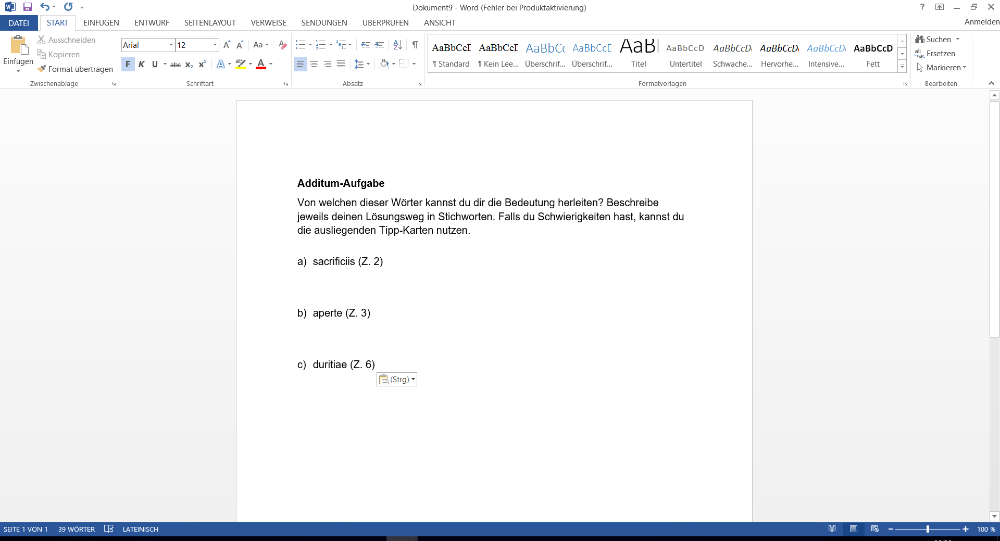 Dokument9 - Word (Fehler bei Produktaktivierung)
?
DATEI START EINFÜGEN ENTWURF SEITENLAYOUT VERWEISE SENDUNGEN ÜBERPRÜFEN ANSICHT Anmelden
Einfügen
Ausschneiden
Kopieren
Format übertragen
Zwischenablage
Arial 12
F K U abc x₂ x² A ab A
Aa
Schriftart
Absatz
AaBbCcI AaBbCcI AaBbCc AaBbCcC AaBl AaBbCcD AaBbCcD AaBbCcD AaBbCcD AaBbCcD
¶ Standard ¶ Kein Lee... Überschrif... Überschrif... Titel Untertitel Schwache... Hervorhe... Intensive... Fett
Formatvorlagen
Suchen
Ersetzen
Markieren
Bearbeiten
Additum-Aufgabe
Von welchen dieser Wörter kannst du dir die Bedeutung herleiten? Beschreibe
jeweils deinen Lösungsweg in Stichworten. Falls du Schwierigkeiten hast, kannst du
die ausliegenden Tipp-Karten nutzen.
a) sacrificiis (Z. 2)
b) aperte (Z. 3)
c) duritiae (Z. 6)
(Strg)
SEITE 1 VON 1 39 WÖRTER LATEINISCH 100 %